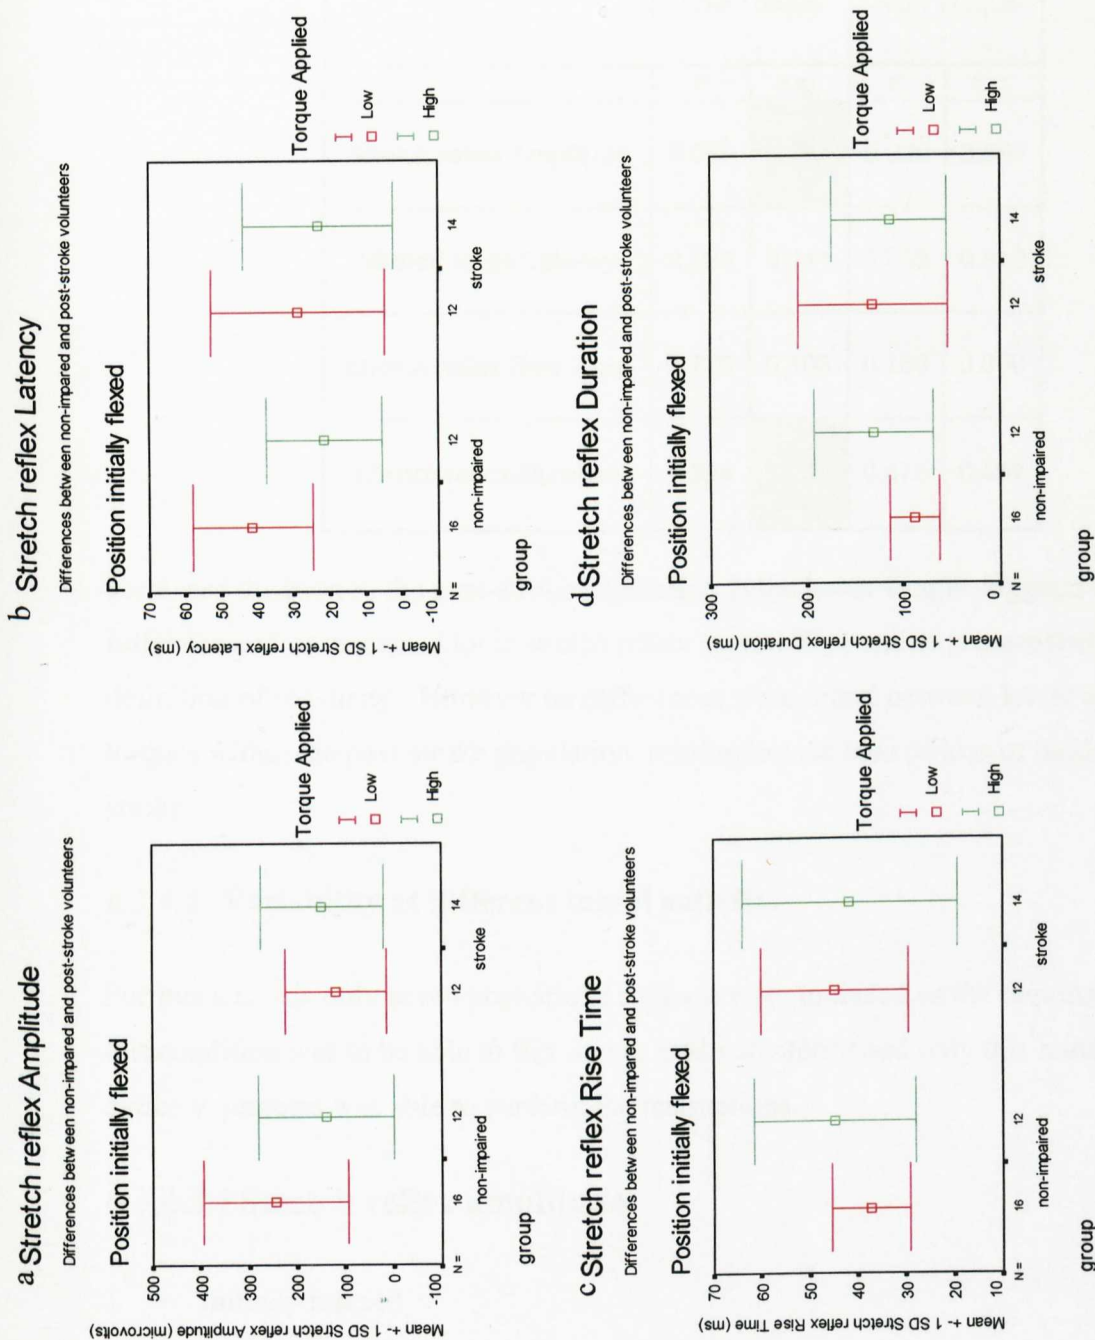 a Stretch reflex Amplitude
Differences between non-impared and post-stroke volunteers
Position initially flexed
Mean +- 1 SD Stretch reflex Amplitude (microvolts)
500
400
300
200
100
0
-100
N =
16
12
12
14
non-impaired
stroke
group
Torque Applied
Low
High
b Stretch reflex Latency
Differences between non-impared and post-stroke volunteers
Position initially flexed
Mean +- 1 SD Stretch reflex Latency (ms)
70
60
50
40
30
20
10
0
-10
N =
16
12
12
14
non-impaired
stroke
group
Torque Applied
Low
High
c Stretch reflex Rise Time
Differences between non-impaired and post-stroke volunteers
Position initially flexed
Mean +- 1 SD Stretch reflex Rise Time (ms)
70
60
50
40
30
20
10
0
N =
16
12
12
14
non-impaired
stroke
group
Torque Applied
Low
High
d Stretch reflex Duration
Differences between non-impaired and post-stroke volunteers
Position initially flexed
Mean +- 1 SD Stretch reflex Duration (ms)
300
200
100
0
N =
16
12
12
14
non-impaired
stroke
group
Torque Applied
Low
High